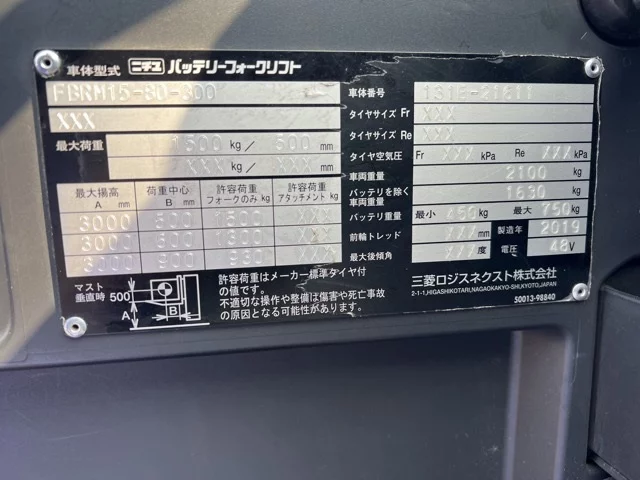 車体型式 ニチユ バッテリーフォークリフト
FBRM15-80-300
XXX
最大荷重 1500 kg / 500 mm
XXX kg / XXX mm
最大揚高 A mm 荷重中心 B mm 許容荷重 フォークのみ kg 許容荷重 アタッチメント kg
3000 500 1500 XXX
3000 XXX
3000 XXX
マスト垂直時 500 A B
許容荷重はメーカー標準タイヤ付
の値です。
不適切な操作や整備は傷害や死亡事故
の原因となる可能性があります。
車体番号
タイヤサイズ Fr XXX
タイヤサイズ Re XXX
タイヤ空気圧 Fr XXX kPa Re XXX kPa
車両重量 2100 kg
バッテリを除く車両重量 1630 kg
バッテリ重量 最小 450 kg 最大 750 kg
前輪トレッド XXX mm 製造年 2019
最大後傾角 XXX 度 電圧 48 V
三菱ロジスネクスト株式会社
2-1-1,HIGASHIKOTARI,NAGAOKAKYO-SHI,KYOTO,JAPAN
50013-98840